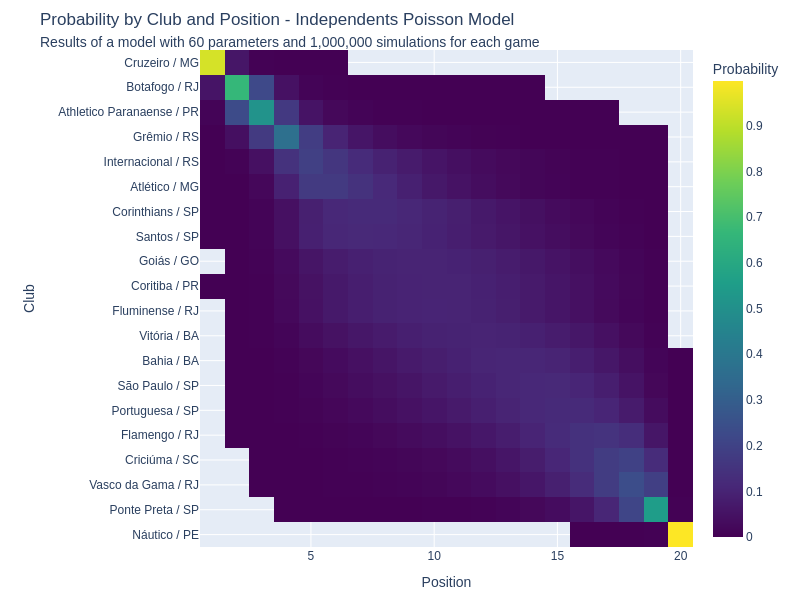 Probability by Club and Position - Independents Poisson Model
Results of a model with 60 parameters and 1,000,000 simulations for each game
Probability
Club
Cruzeiro / MG
Botafogo / RJ
Athletico Paranaense / PR
Grêmio / RS
Internacional / RS
Atlético / MG
Corinthians / SP
Santos / SP
Goiás / GO
Coritiba / PR
Fluminense / RJ
Vitória / BA
Bahia / BA
São Paulo / SP
Portuguesa / SP
Flamengo / RJ
Criciúma / SC
Vasco da Gama / RJ
Ponte Preta / SP
Náutico / PE
0.9
0.8
0.7
0.6
0.5
0.4
0.3
0.2
0.1
0
5 10 15 20
Position